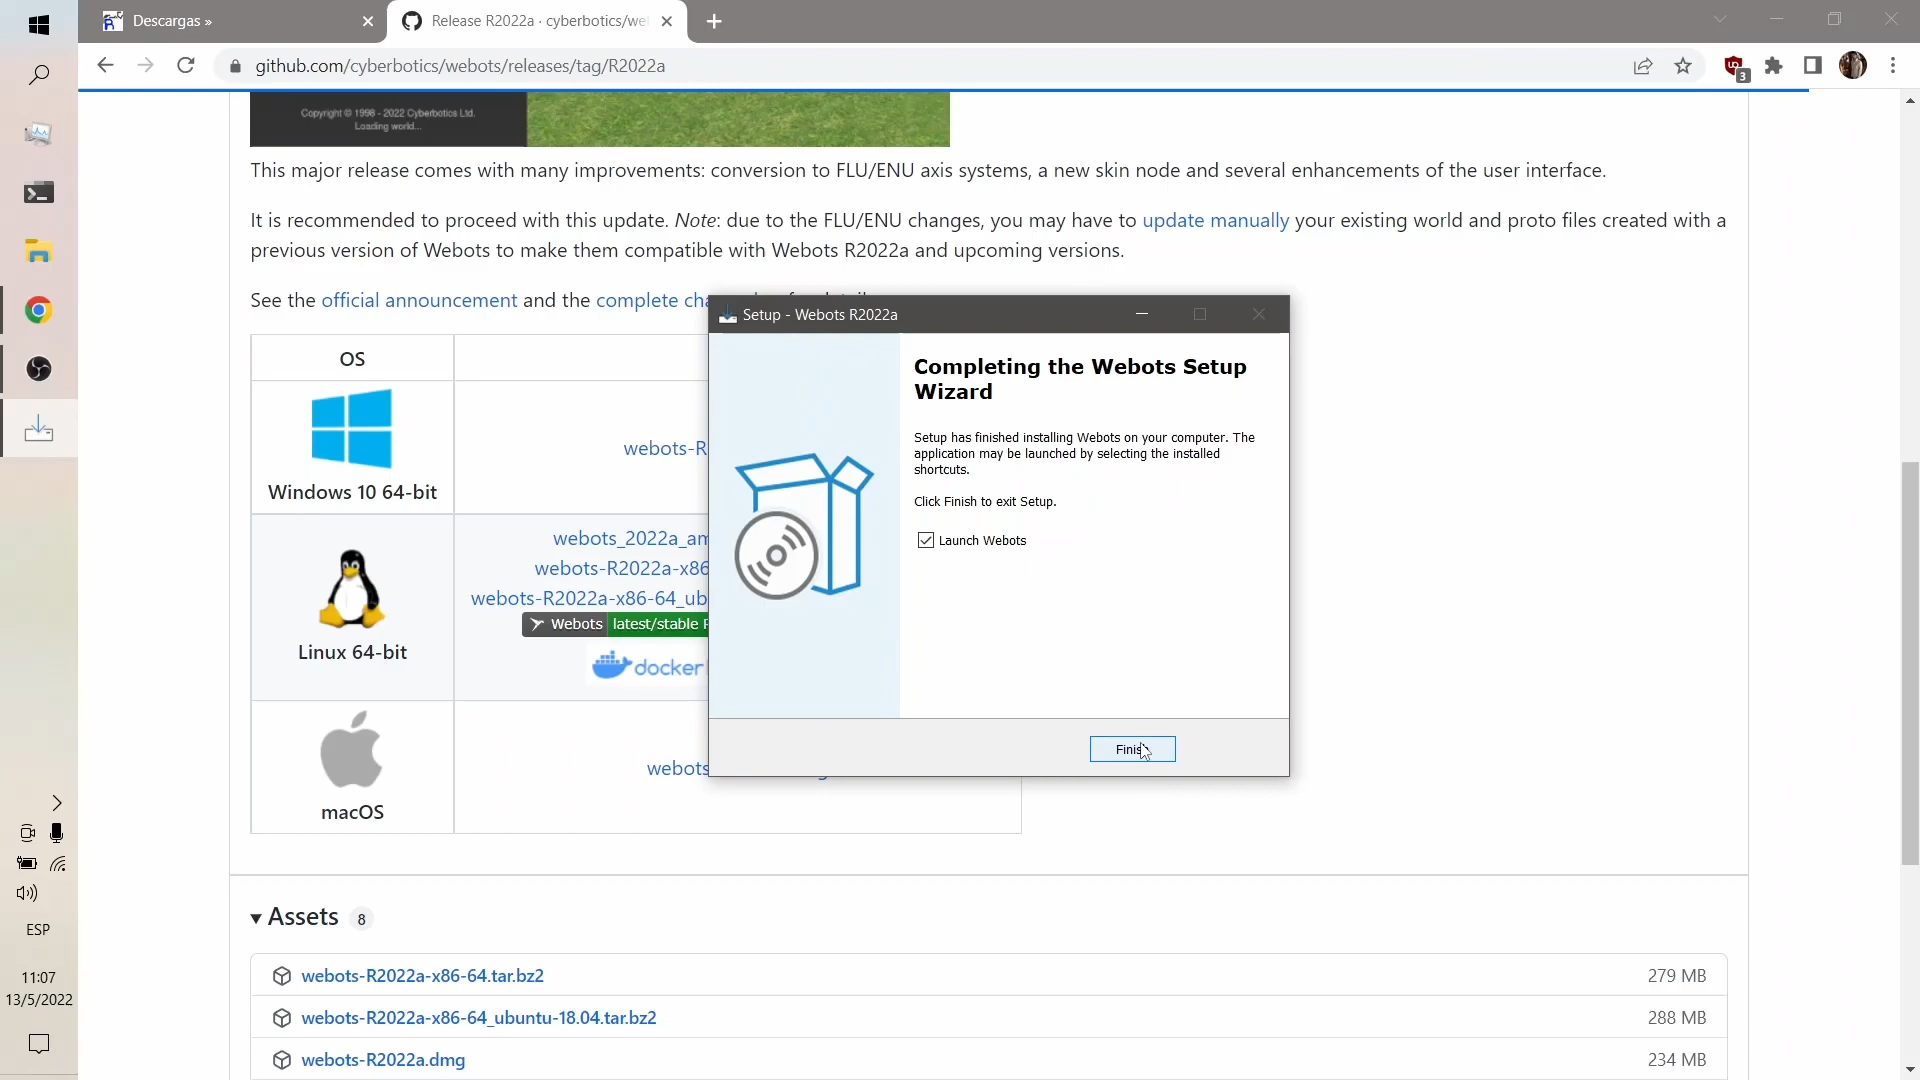 Descargas »
Release R2022a · cyberbotics/we
github.com/cyberbotics/webots/releases/tag/R2022a
3
Copyright © 1998 - 2022 Cyberbotics Ltd.
Loading world...
This major release comes with many improvements: conversion to FLU/ENU axis systems, a new skin node and several enhancements of the user interface.
It is recommended to proceed with this update. Note: due to the FLU/ENU changes, you may have to update manually your existing world and proto files created with a
previous version of Webots to make them compatible with Webots R2022a and upcoming versions.
See the official announcement and the complete cha
OS
Windows 10 64-bit
webots-R
Linux 64-bit
webots_2022a_am
webots-R2022a-x86
webots-R2022a-x86-64_ub
Webots latest/stable
docker
macOS
webots
Setup - Webots R2022a
Completing the Webots Setup
Wizard
Setup has finished installing Webots on your computer. The
application may be launched by selecting the installed
shortcuts.
Click Finish to exit Setup.
Launch Webots
Finish
Assets 8
webots-R2022a-x86-64.tar.bz2 279 MB
webots-R2022a-x86-64_ubuntu-18.04.tar.bz2 288 MB
webots-R2022a.dmg 234 MB
ESP
11:07
13/5/2022